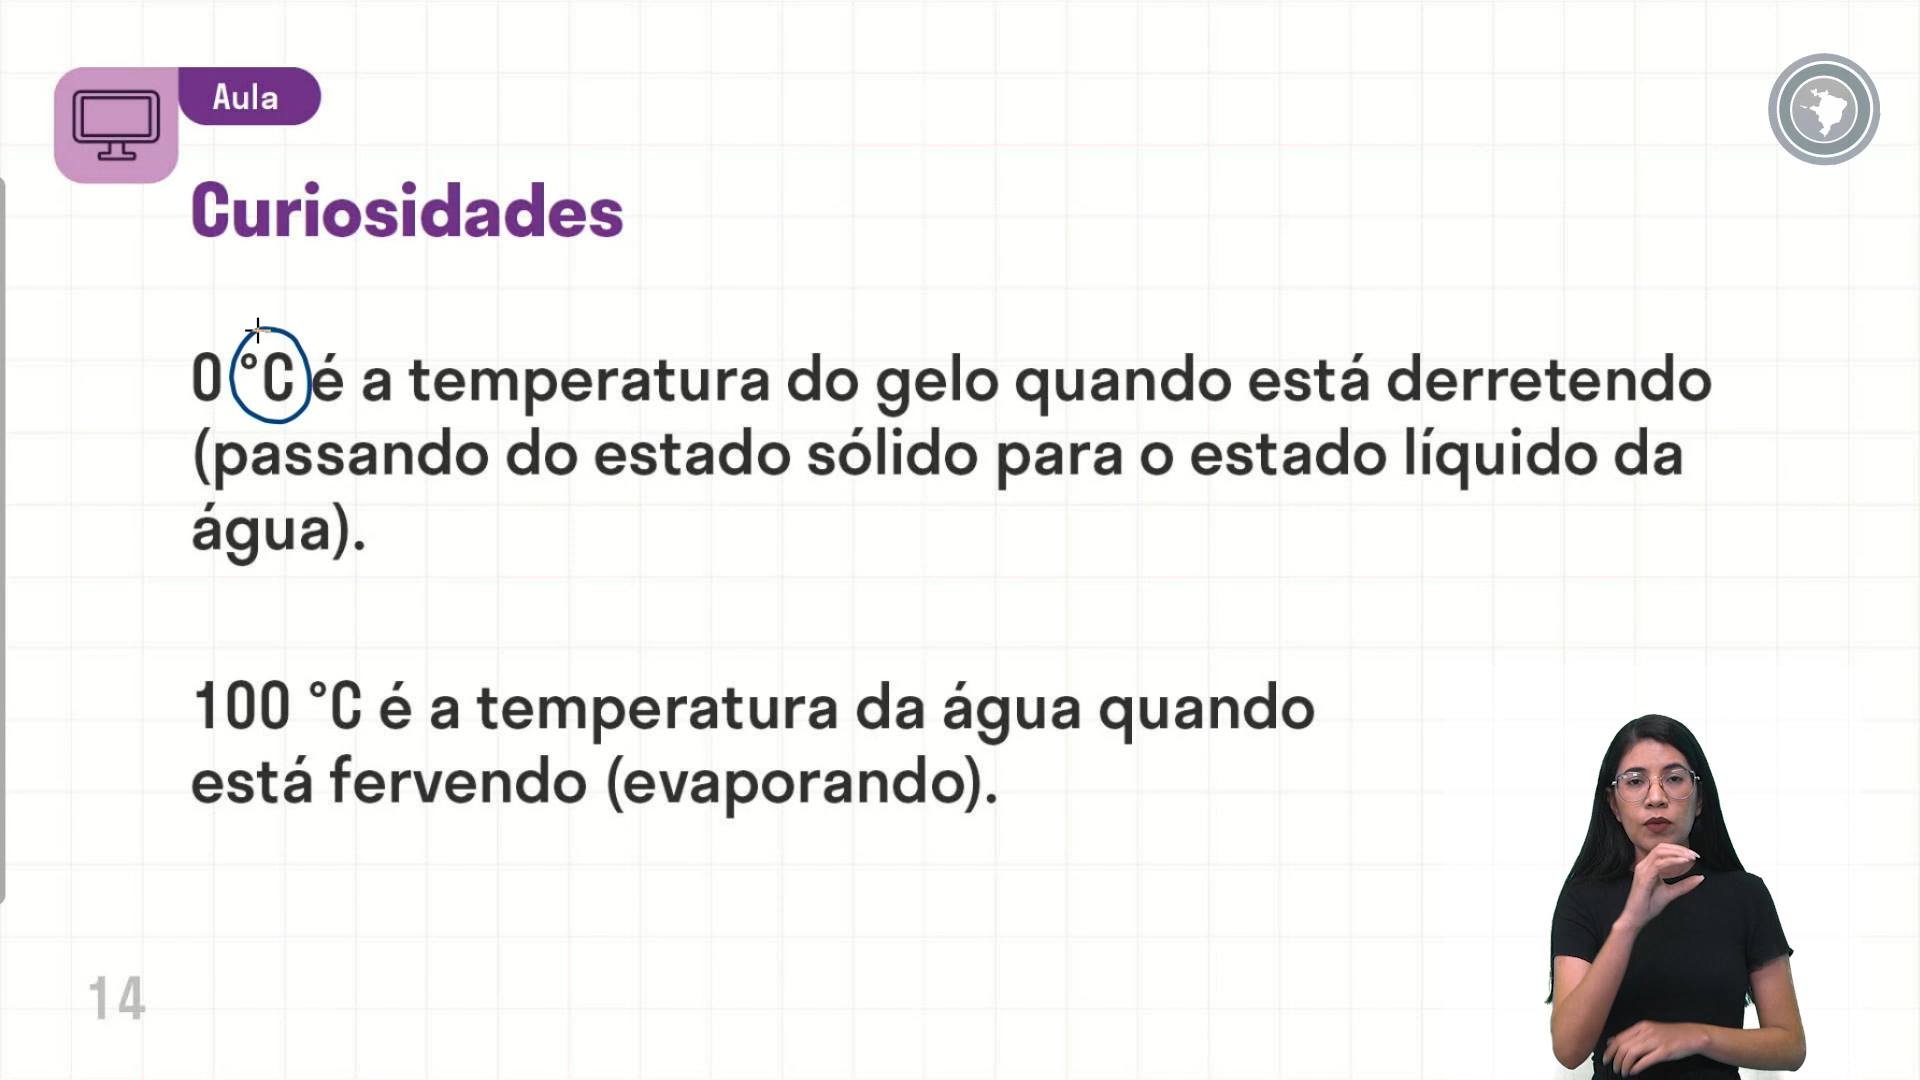 Aula
Curiosidades
0 °C é a temperatura do gelo quando está derretendo
(passando do estado sólido para o estado líquido da
água).
100 °C é a temperatura da água quando
está fervendo (evaporando).
14